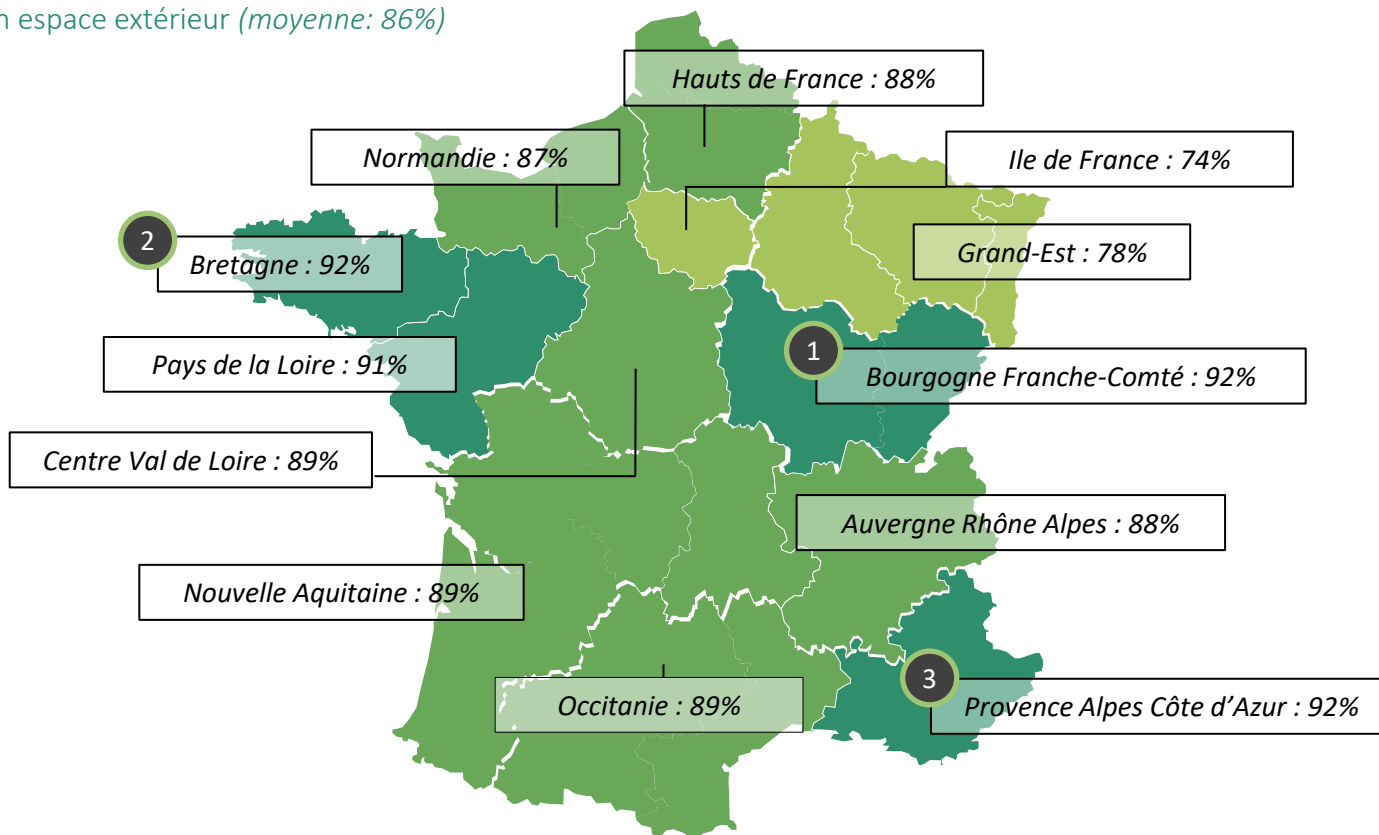 espace extérieur (moyenne: 86%)
Hauts de France : 88%
Normandie : 87%
Ile de France : 74%
2
Bretagne : 92%
Grand-Est : 78%
1
Pays de la Loire : 91%
Bourgogne Franche-Comté : 92%
Centre Val de Loire : 89%
Auvergne Rhône Alpes : 88%
Nouvelle Aquitaine : 89%
3
Occitanie : 89%
Provence Alpes Côte d'Azur : 92%